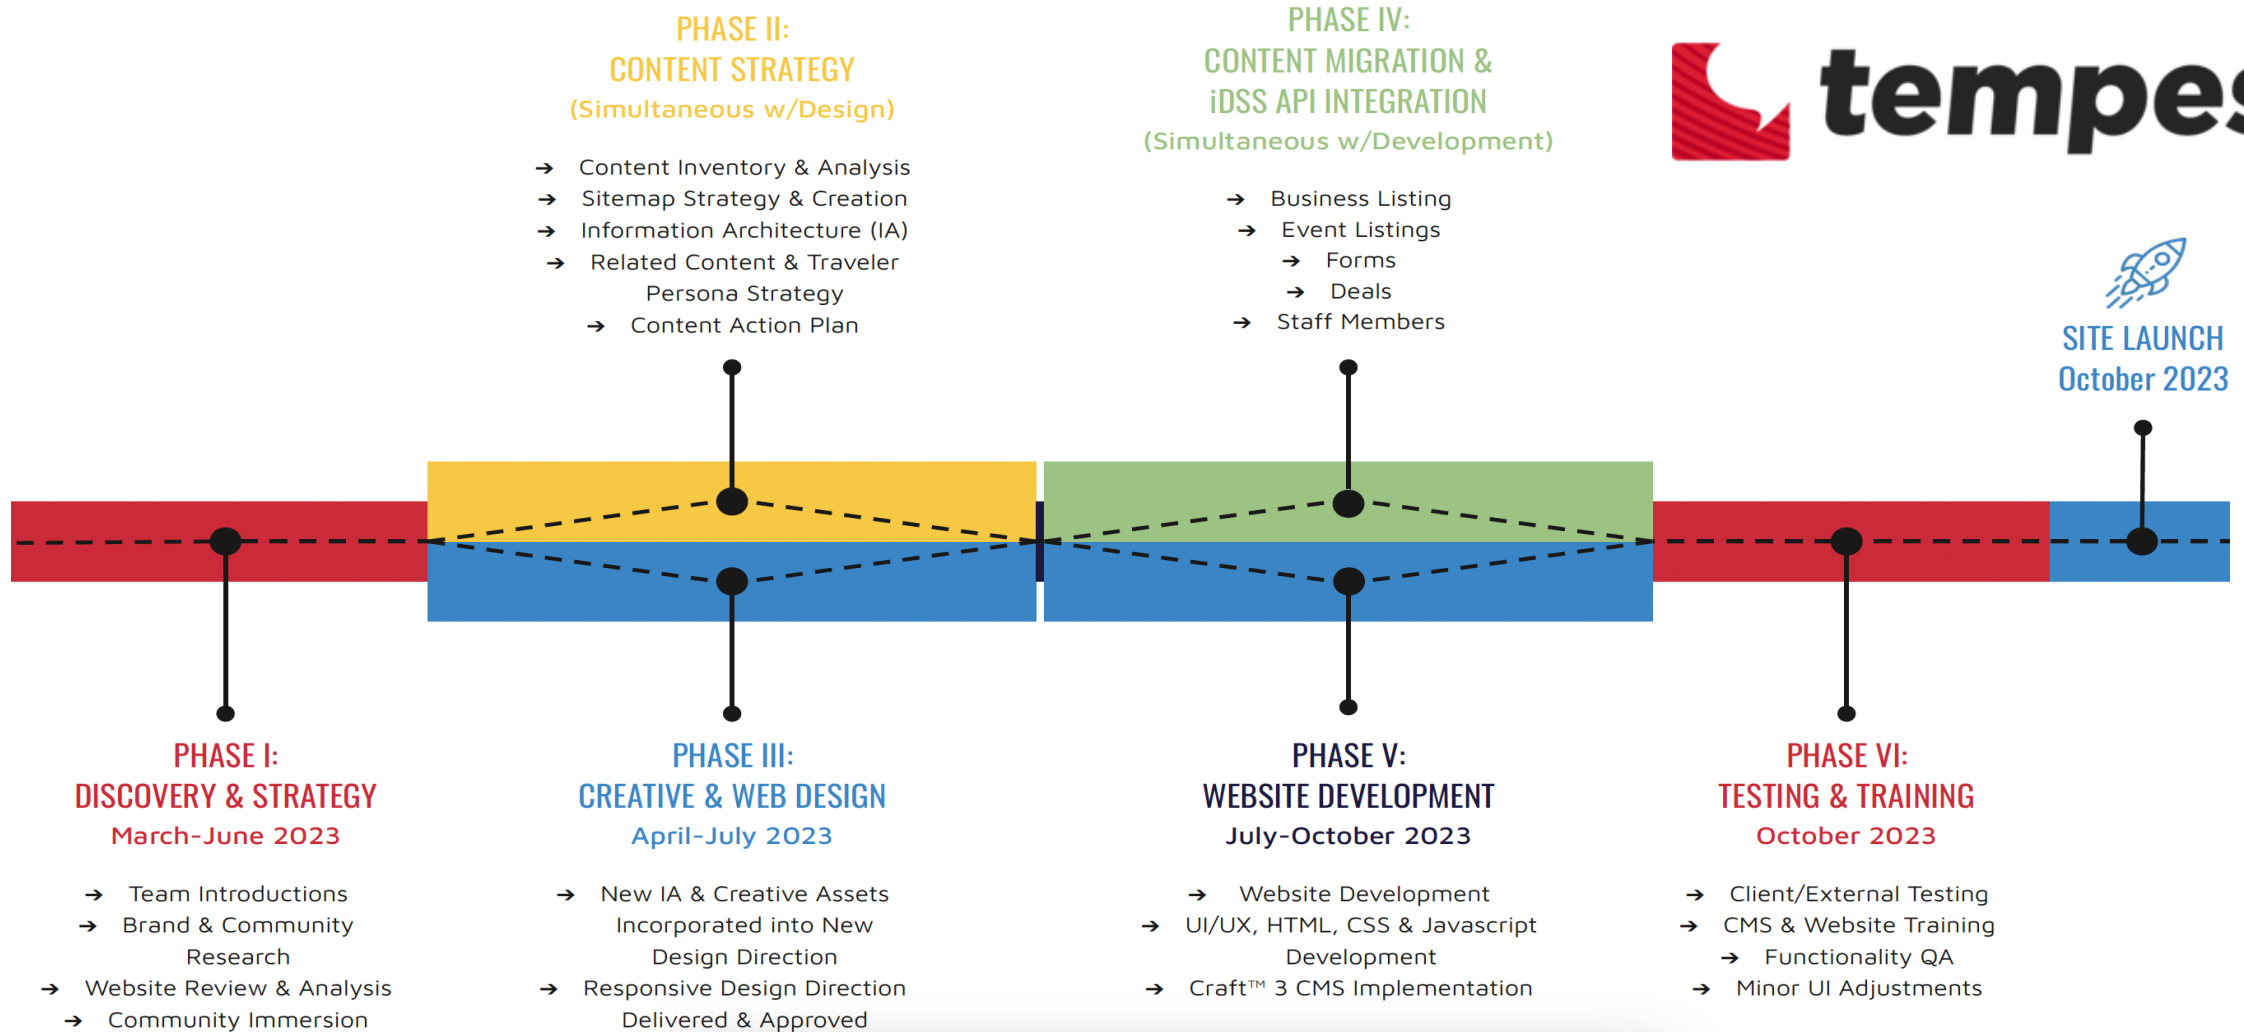 PHASE II:
CONTENT STRATEGY
(Simultaneous w/Design)
➔ Content Inventory & Analysis
➔ Sitemap Strategy & Creation
➔ Information Architecture (IA)
➔ Related Content & Traveler
Persona Strategy
➔ Content Action Plan
PHASE IV:
CONTENT MIGRATION &
iDSS API INTEGRATION
(Simultaneous w/Development)
➔ Business Listing
➔ Event Listings
➔ Forms
➔ Deals
➔ Staff Members
tempes
SITE LAUNCH
October 2023
PHASE I:
DISCOVERY & STRATEGY
March-June 2023
➔ Team Introductions
➔ Brand & Community
Research
➔ Website Review & Analysis
➔ Community Immersion
PHASE III:
CREATIVE & WEB DESIGN
April-July 2023
➔ New IA & Creative Assets
Incorporated into New
Design Direction
➔ Responsive Design Direction
Delivered & Approved
PHASE V:
WEBSITE DEVELOPMENT
July-October 2023
➔ Website Development
➔ UI/UX, HTML, CSS & Javascript
Development
➔ Craft™ 3 CMS Implementation
PHASE VI:
TESTING & TRAINING
October 2023
➔ Client/External Testing
➔ CMS & Website Training
➔ Functionality QA
➔ Minor UI Adjustments